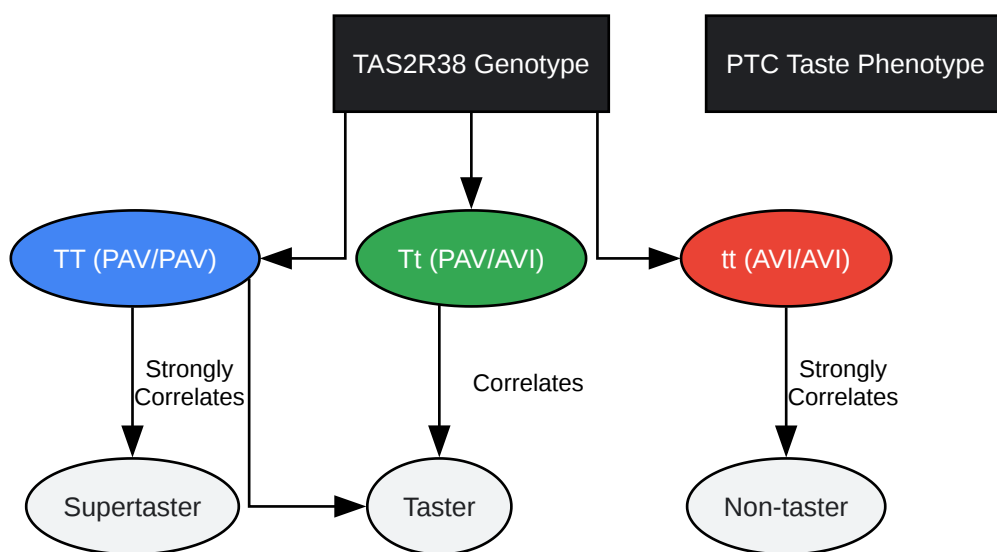 TAS2R38 Genotype
PTC Taste Phenotype
TT (PAV/PAV)
Tt (PAV/AVI)
tt (AVI/AVI)
Strongly
Correlates
Correlates
Strongly
Correlates
Supertaster
Taster
Non-taster